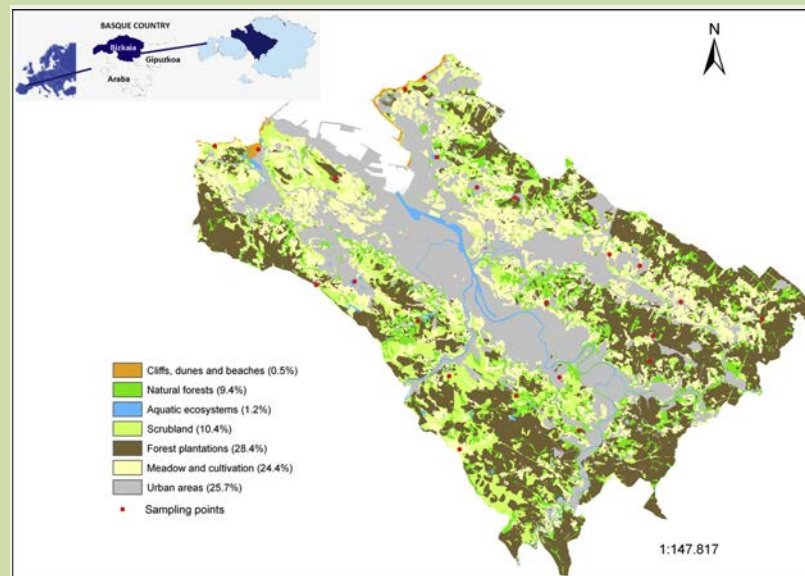 BASQUE COUNTRY
Bizkaia
Gipuzkoa
Araba
N
Cliffs, dunes and beaches (0.5%)
Natural forests (9.4%)
Aquatic ecosystems (1.2%)
Scrubland (10.4%)
Forest plantations (28.4%)
Meadow and cultivation (24.4%)
Urban areas (25.7%)
Sampling points
1:147.817